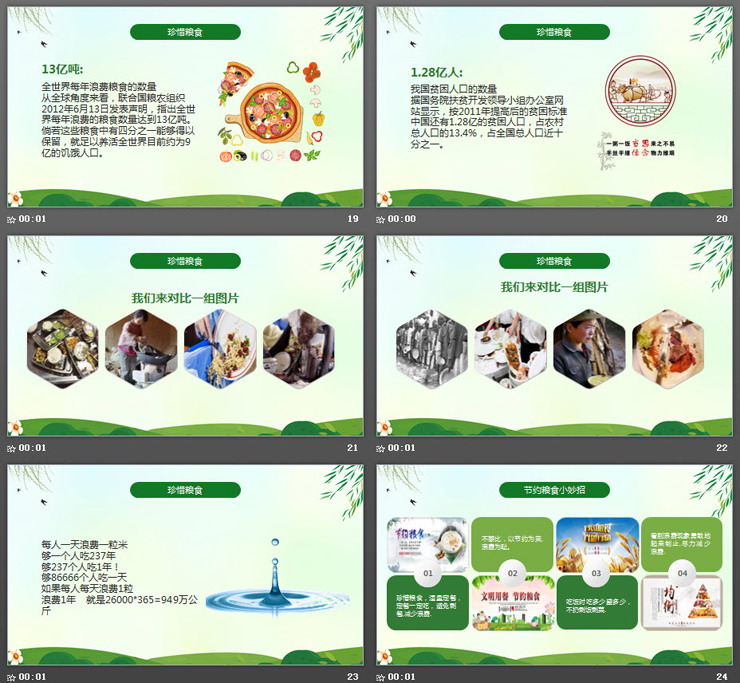 珍惜粮食
13亿吨:
全世界每年浪费粮食的数量
从全球角度来看，联合国粮农组织
2012年6月13日发表声明，指出全世
界每年浪费的粮食数量达到13亿吨。
倘若这些粮食中有四分之一能够得以
保留，就足以养活全世界目前约为9
亿的饥饿人口。
00:01
19
珍惜粮食
1.28亿人:
我国贫困人口的数量
据国务院扶贫开发领导小组办公室网
站显示，按2011年提高后的贫困标准
中国还有1.28亿的贫困人口，占农村
总人口的13.4%，占全国总人口近十
分之一。
一粥一饭 当思来之不易
半丝半缕 恒念物力维艰
00:00
20
珍惜粮食
我们来对比一组图片
00:01
21
珍惜粮食
我们来对比一组图片
00:01
22
珍惜粮食
每人一天浪费一粒米
够一个人吃237年
够237个人吃1年！
够86666个人吃一天
如果每人每天浪费1粒
浪费1年 就是26000*365=949万公
斤
00:01
23
节约粮食小妙招
节约粮食
01
珍惜粮食，适量定餐，
定餐一定吃，避免剩
餐,减少浪费.
不攀比，以节约为荣,
浪费为耻。
02
文明用餐 节约粮食
03
吃饭时吃多少盛多少，
不扔剩饭剩菜.
看到浪费现象勇敢地
起来制止,尽力减少
浪费.
04
00:01
24